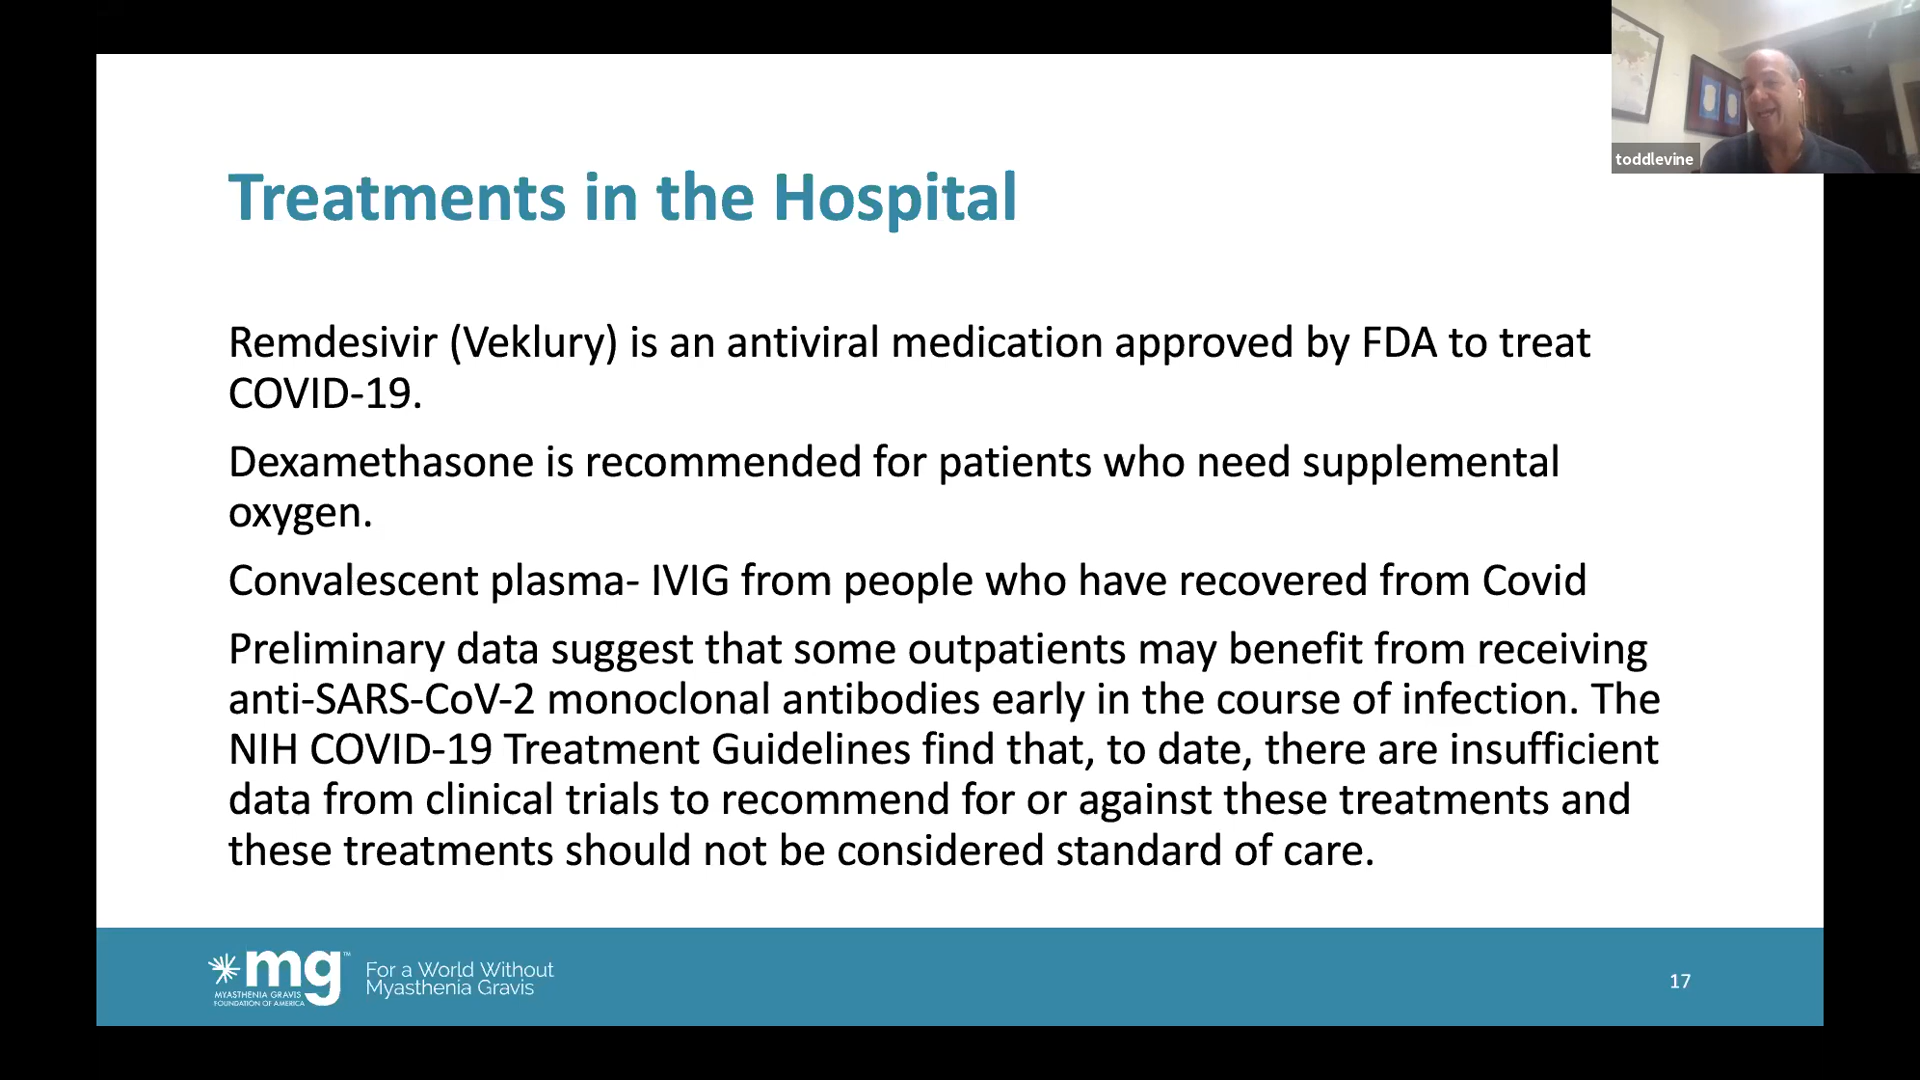 toddlevine
Treatments in the Hospital
Remdesivir (Veklury) is an antiviral medication approved by FDA to treat
COVID-19.
Dexamethasone is recommended for patients who need supplemental
oxygen.
Convalescent plasma- IVIG from people who have recovered from Covid
Preliminary data suggest that some outpatients may benefit from receiving
anti-SARS-CoV-2 monoclonal antibodies early in the course of infection. The
NIH COVID-19 Treatment Guidelines find that, to date, there are insufficient
data from clinical trials to recommend for or against these treatments and
these treatments should not be considered standard of care.
mg™
MYASTHENIA GRAVIS
FOUNDATION OF AMERICA
For a World Without
Myasthenia Gravis
17